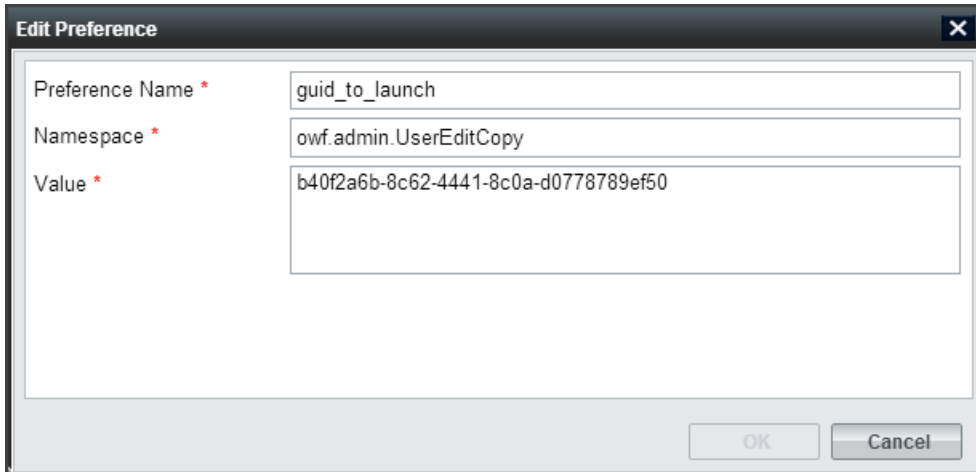 Edit Preference
Preference Name * guid_to_launch
Namespace * owf.admin.UserEditCopy
Value * b40f2a6b-8c62-4441-8c0a-d0778789ef50
OK Cancel